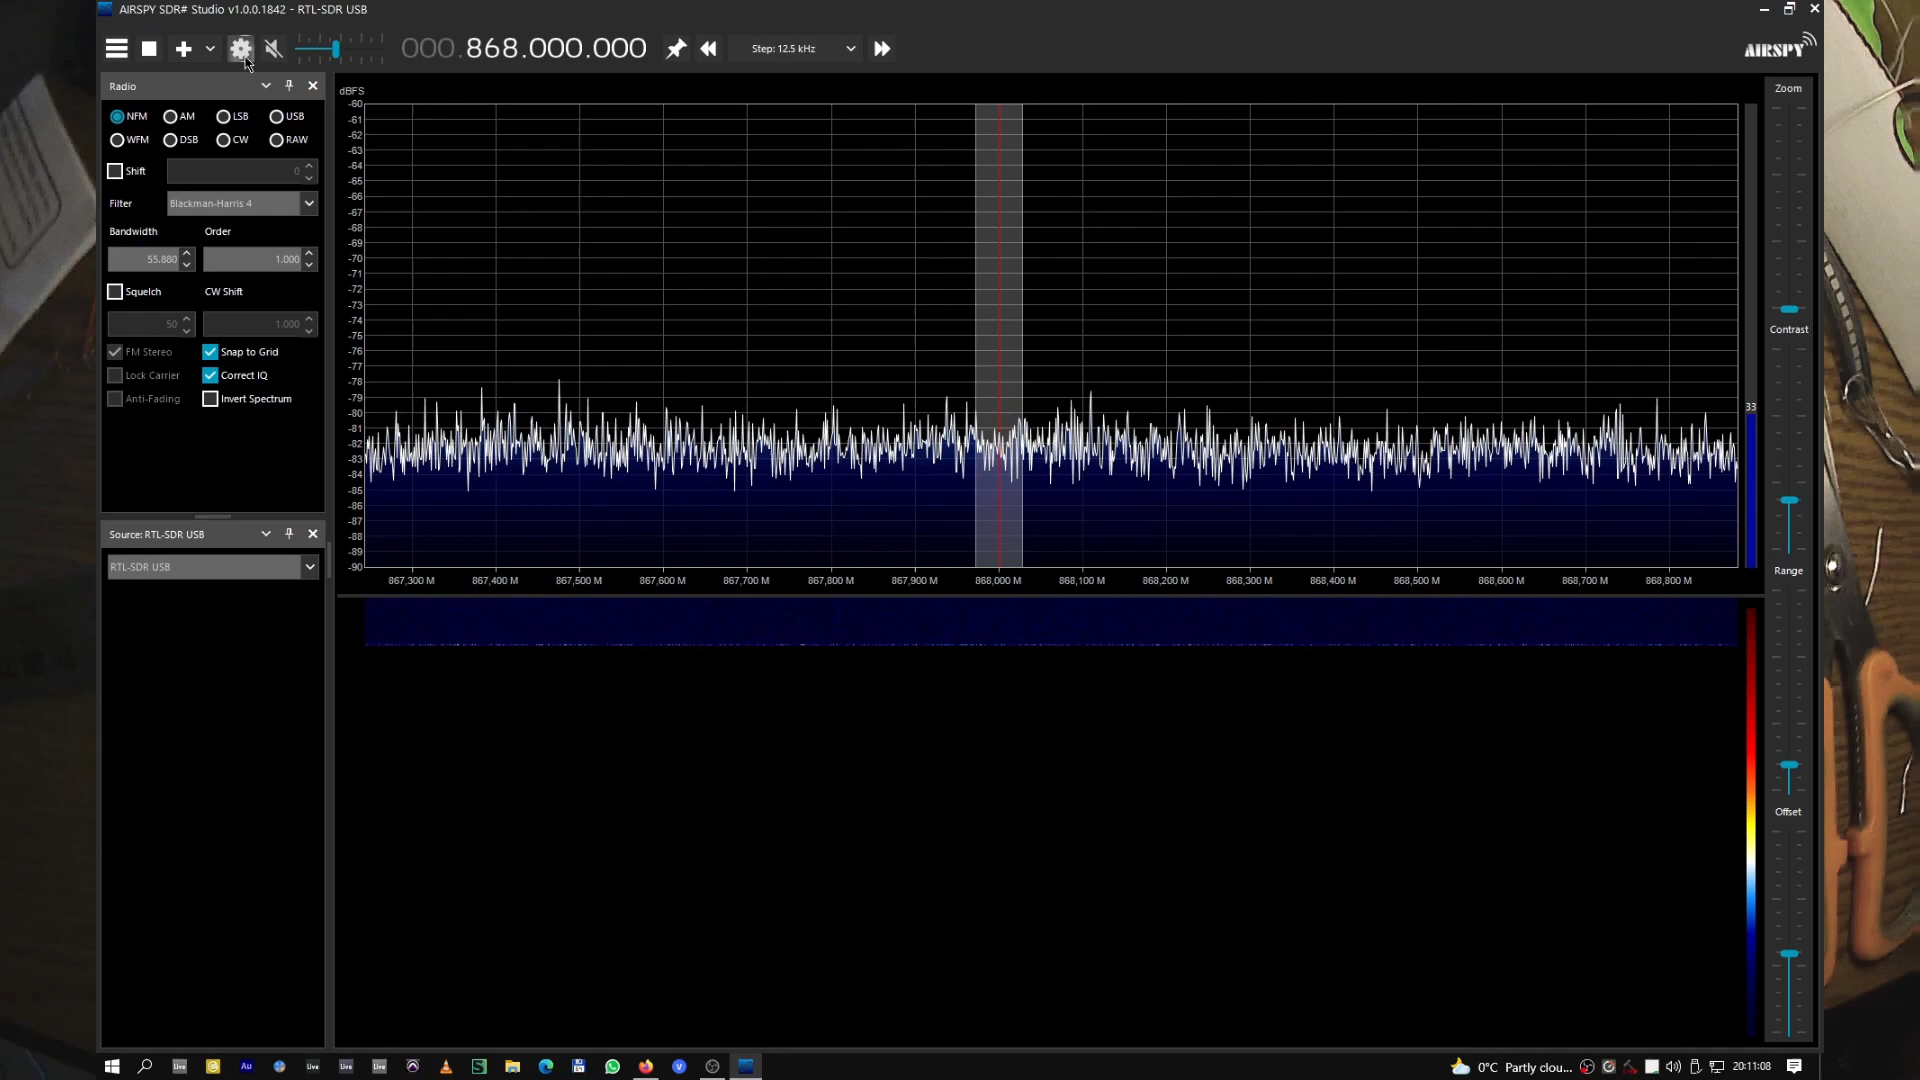 AIRSPY SDR# Studio v1.0.0.1842 - RTL-SDR USB
000.868.000.000
Step: 12.5 kHz
AIRSPY
Radio
NFM AM LSB USB
WFM DSB CW RAW
Shift 0
Filter Blackman-Harris 4
Bandwidth Order
55.880 1.000
Squelch CW Shift
50 1.000
FM Stereo Snap to Grid
Lock Carrier Correct IQ
Anti-Fading Invert Spectrum
Source: RTL-SDR USB
RTL-SDR USB
dBFS
-60
-61
-62
-63
-64
-65
-66
-67
-68
-69
-70
-71
-72
-73
-74
-75
-76
-77
-78
-79
-80
-81
-82
-83
-84
-85
-86
-87
-88
-89
-90
867,300 M 867,400 M 867,500 M 867,600 M 867,700 M 867,800 M 867,900 M 868,000 M 868,100 M 868,200 M 868,300 M 868,400 M 868,500 M 868,600 M 868,700 M 868,800 M
33
Zoom
Contrast
Range
Offset
Live Au Live Live Live
0°C Partly clou...
20:11:08